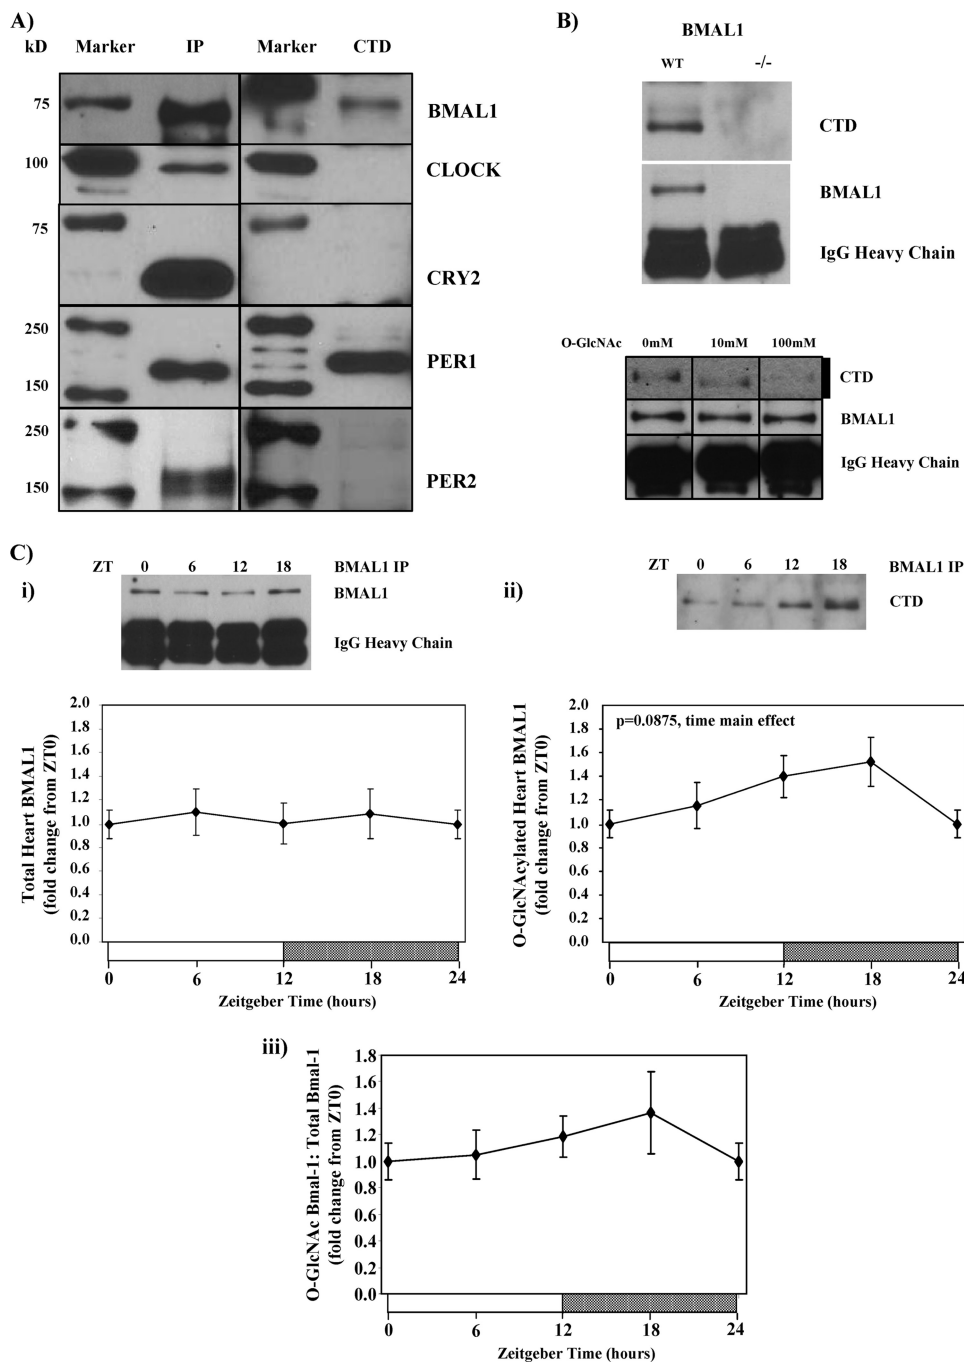 A)
kD Marker IP Marker CTD
75 BMAL1
100 CLOCK
75 CRY2
250
150 PER1
250
150 PER2
B)
BMAL1
WT -/-
CTD
BMAL1
IgG Heavy Chain
O-GlcNAc 0mM 10mM 100mM
CTD
BMAL1
IgG Heavy Chain
C)
i)
ZT 0 6 12 18 BMAL1 IP
BMAL1
IgG Heavy Chain
Total Heart BMAL1
(fold change from ZT0)
2.0
1.8
1.6
1.4
1.2
1.0
0.8
0.6
0.4
0.2
0.0
0 6 12 18 24
Zeitgeber Time (hours)
ii)
ZT 0 6 12 18 BMAL1 IP
CTD
O-GlcNAcylated Heart BMAL1
(fold change from ZT0)
p=0.0875, time main effect
2.0
1.8
1.6
1.4
1.2
1.0
0.8
0.6
0.4
0.2
0.0
0 6 12 18 24
Zeitgeber Time (hours)
iii)
O-GlcNAc Bmal-1: Total Bmal-1
(fold change from ZT0)
1.8
1.6
1.4
1.2
1.0
0.8
0.6
0.4
0.2
0.0
0 6 12 18 24
Zeitgeber Time (hours)